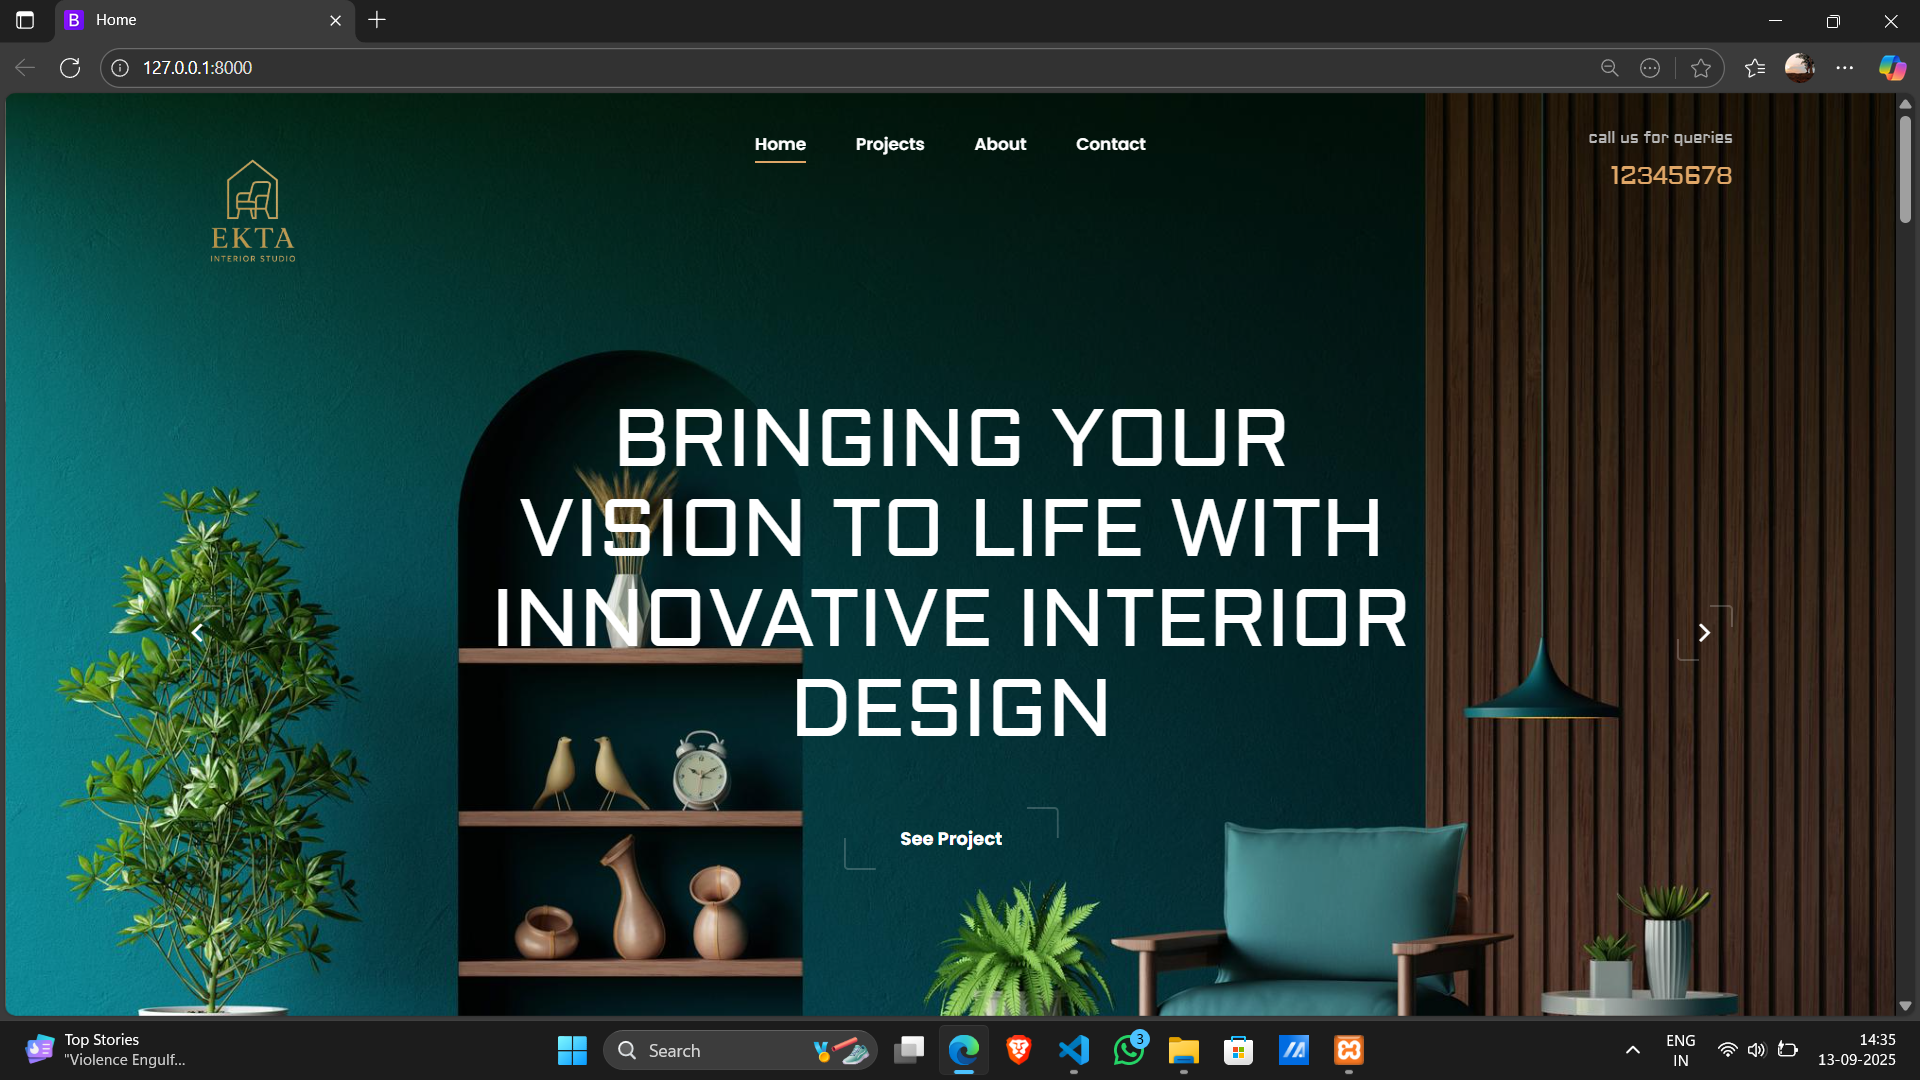 B
Home
127.0.0.1:8000
Home
Projects
About
Contact
call us for queries
12345678
EKTA
INTERIOR STUDIO
BRINGING YOUR
VISION TO LIFE WITH
INNOVATIVE INTERIOR
DESIGN
See Project
Top Stories
"Violence Engulf...
Search
3
ENG
IN
14:35
13-09-2025